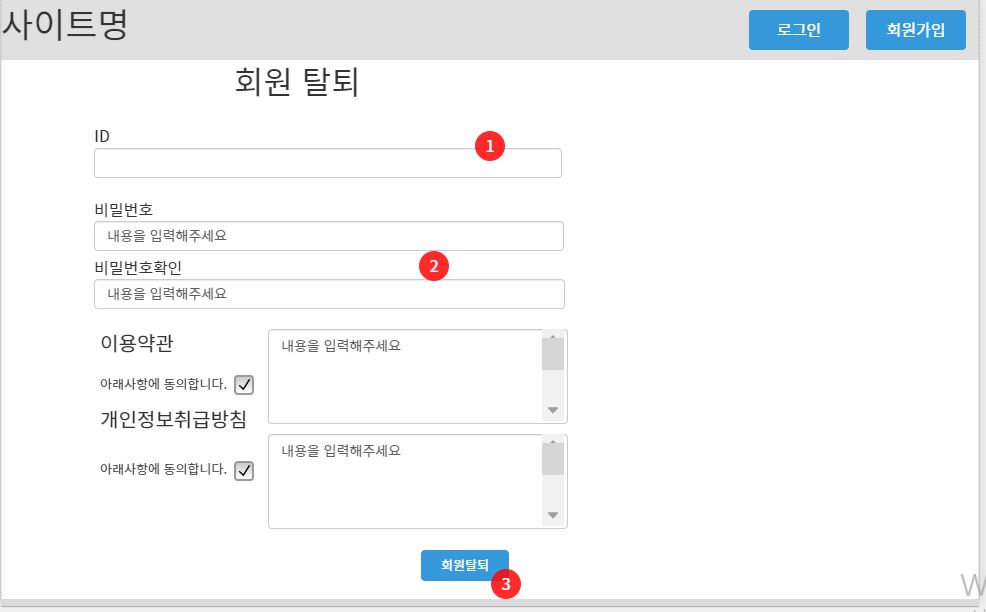 사이트명
로그인 회원가입
회원 탈퇴
ID
1
비밀번호
내용을 입력해주세요
비밀번호확인
2
내용을 입력해주세요
이용약관
내용을 입력해주세요
아래사항에 동의합니다.
개인정보취급방침
내용을 입력해주세요
아래사항에 동의합니다.
회원탈퇴
3